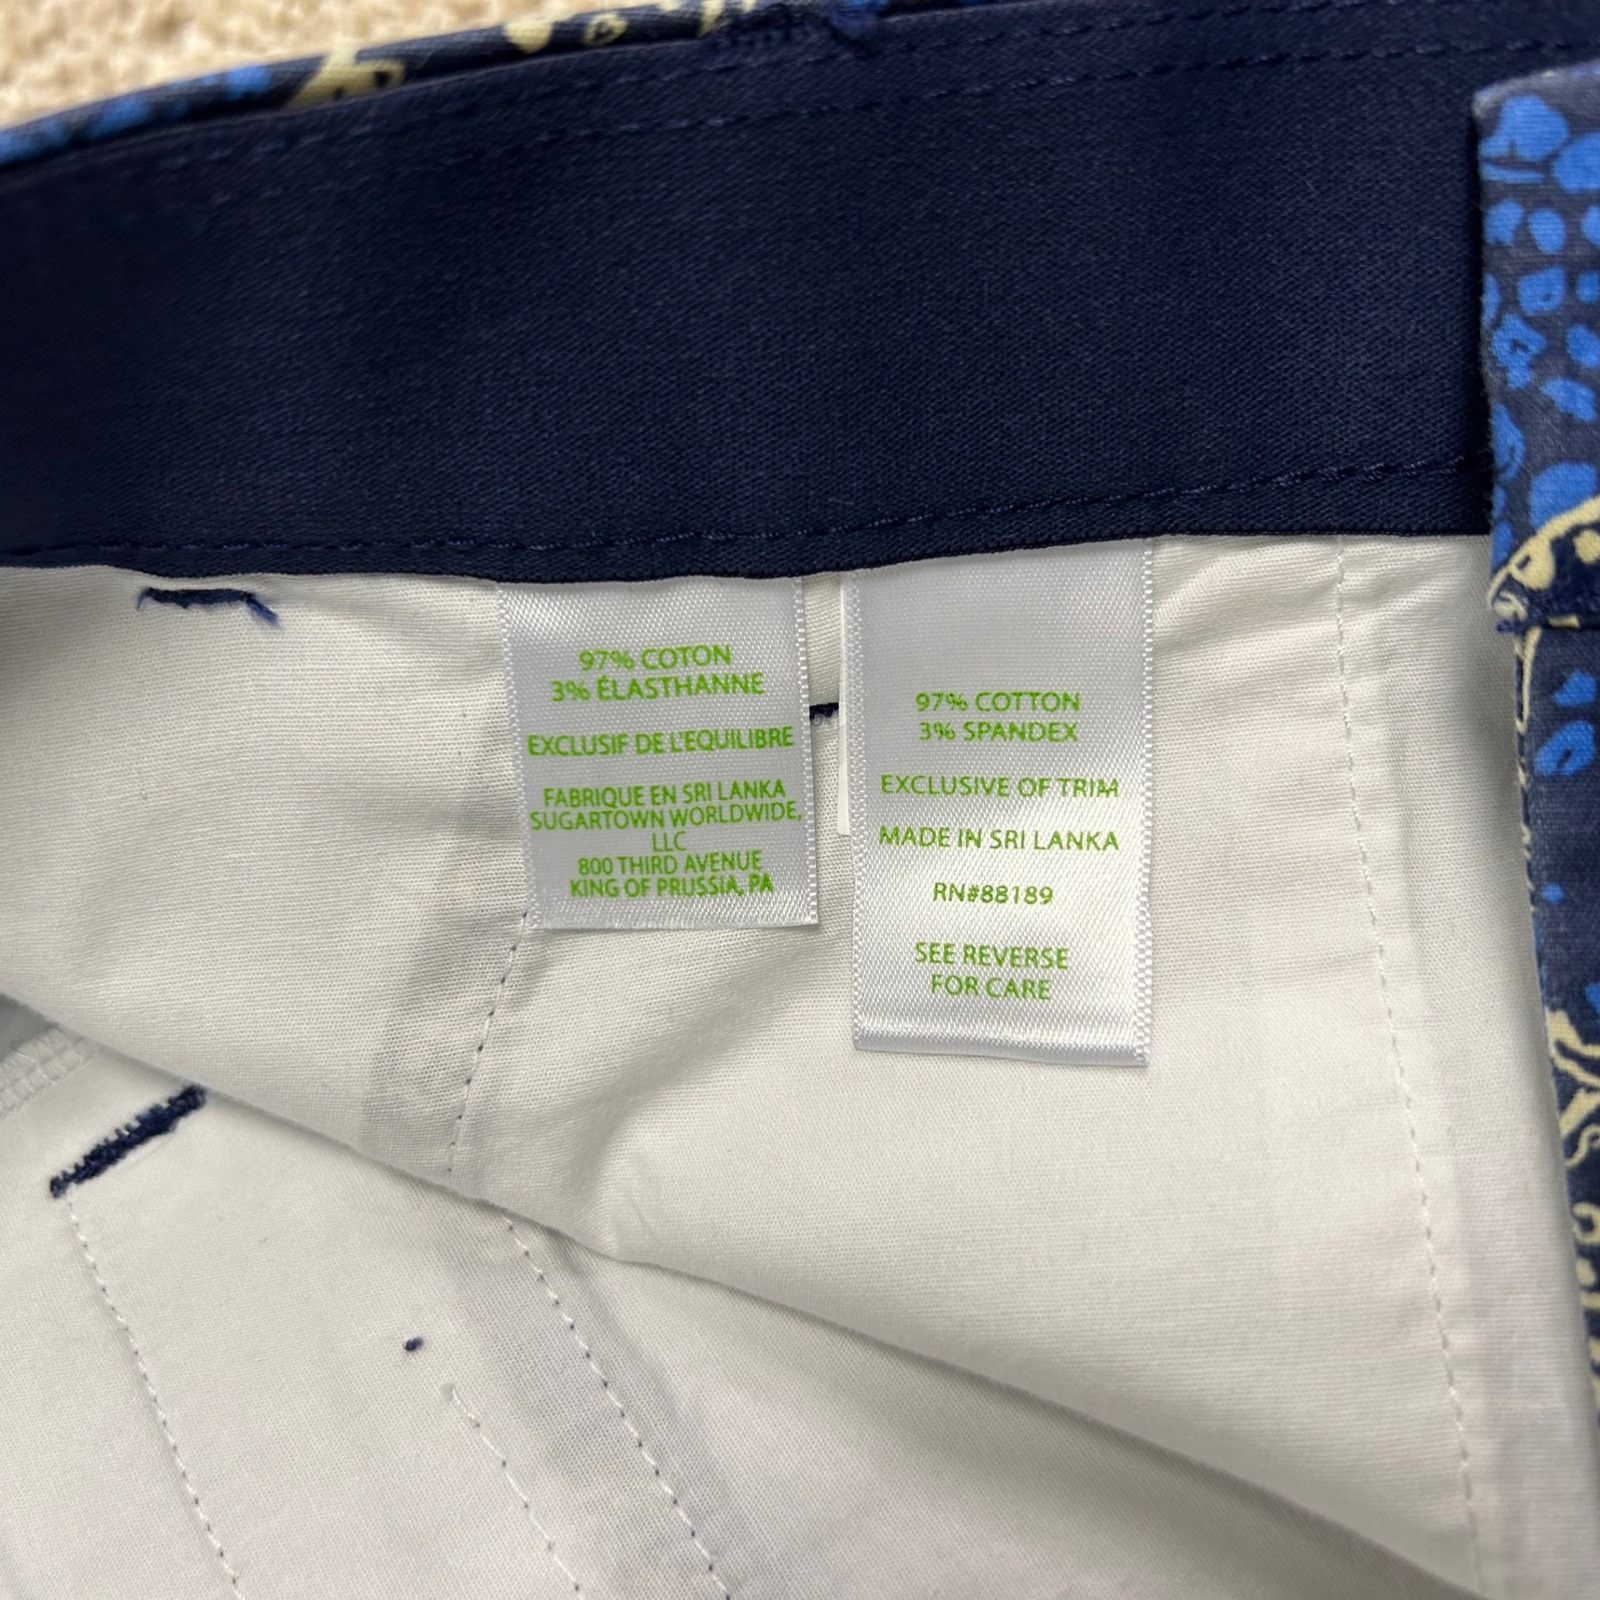 97% COTON
3% ÉLASTHANNE
EXCLUSIF DE L'EQUILIBRE
FABRIQUE EN SRI LANKA
SUGARTOWN WORLDWIDE,
LLC
800 THIRD AVENUE
KING OF PRUSSIA, PA
97% COTTON
3% SPANDEX
EXCLUSIVE OF TRIM
MADE IN SRI LANKA
RN#88189
SEE REVERSE
FOR CARE